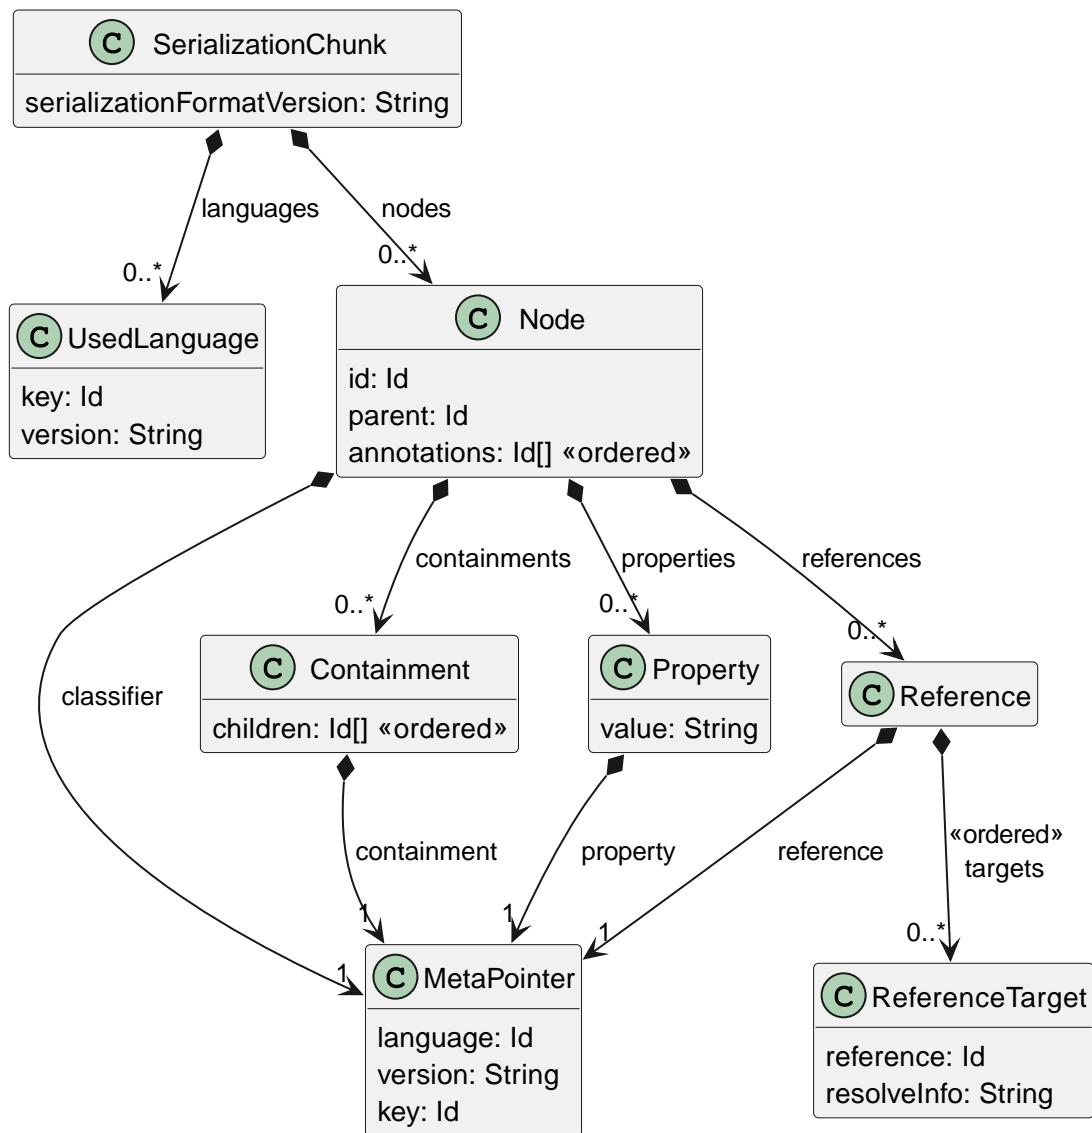 C SerializationChunk
serializationFormatVersion: String
languages
nodes
0..*
0..*
C UsedLanguage
key: Id
version: String
C Node
id: Id
parent: Id
annotations: Id[] «ordered»
containments
properties
references
0..*
0..*
0..*
classifier
C Containment
children: Id[] «ordered»
C Property
value: String
C Reference
containment
property
reference
«ordered»
targets
1
1
1
1
0..*
C MetaPointer
language: Id
version: String
key: Id
C ReferenceTarget
reference: Id
resolveInfo: String